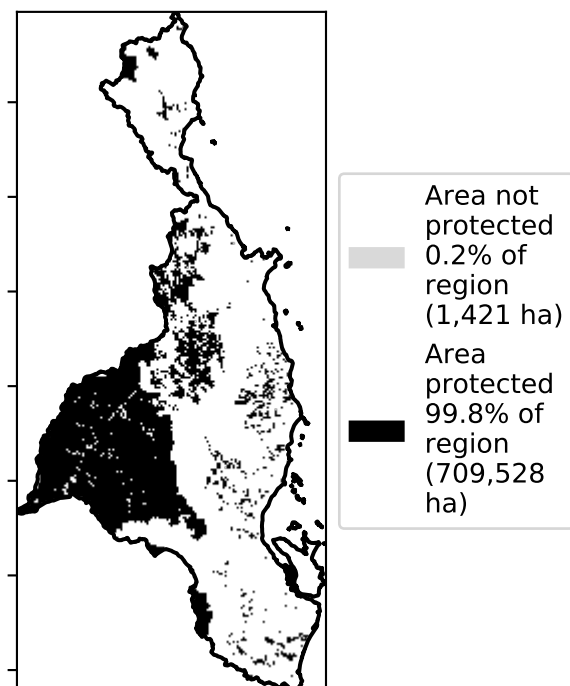 Area not
protected
0.2% of
region
(1,421 ha)
Area
protected
99.8% of
region
(709,528
ha)